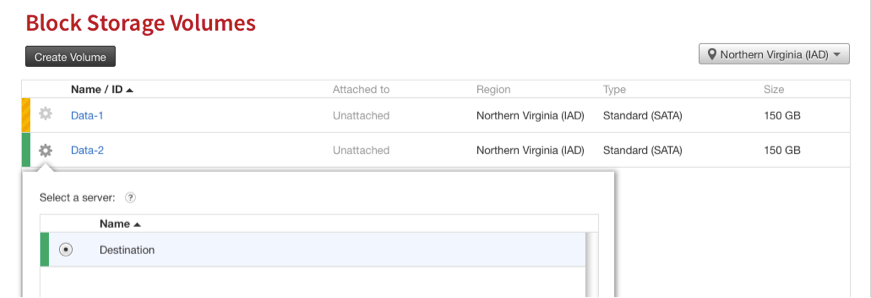 Block Storage Volumes
Create Volume
Northern Virginia (IAD)
Name / ID Attached to Region Type Size
Data-1 Unattached Northern Virginia (IAD) Standard (SATA) 150 GB
Data-2 Unattached Northern Virginia (IAD) Standard (SATA) 150 GB
Select a server: ?
Name
Destination